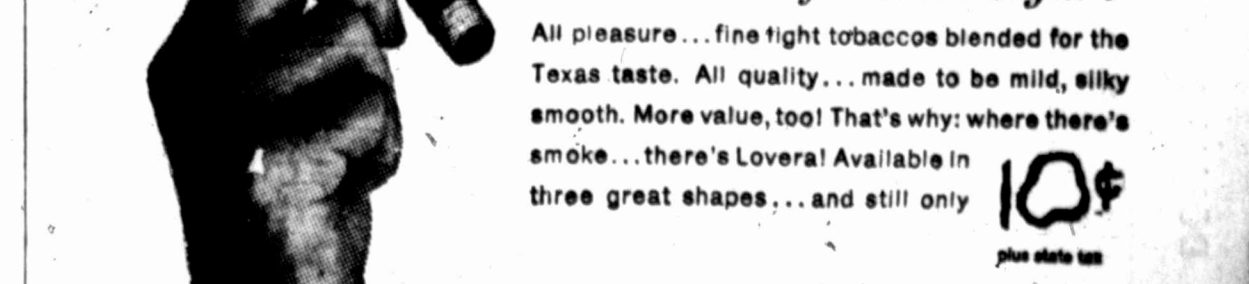 All pleasure...fine light tobaccos blended for the
Texas taste. All quality...made to be mild, silky
smooth. More value, too! That's why: where there's
smoke...there's Lovera! Available in
three great shapes...and still only
10¢
plus state tax